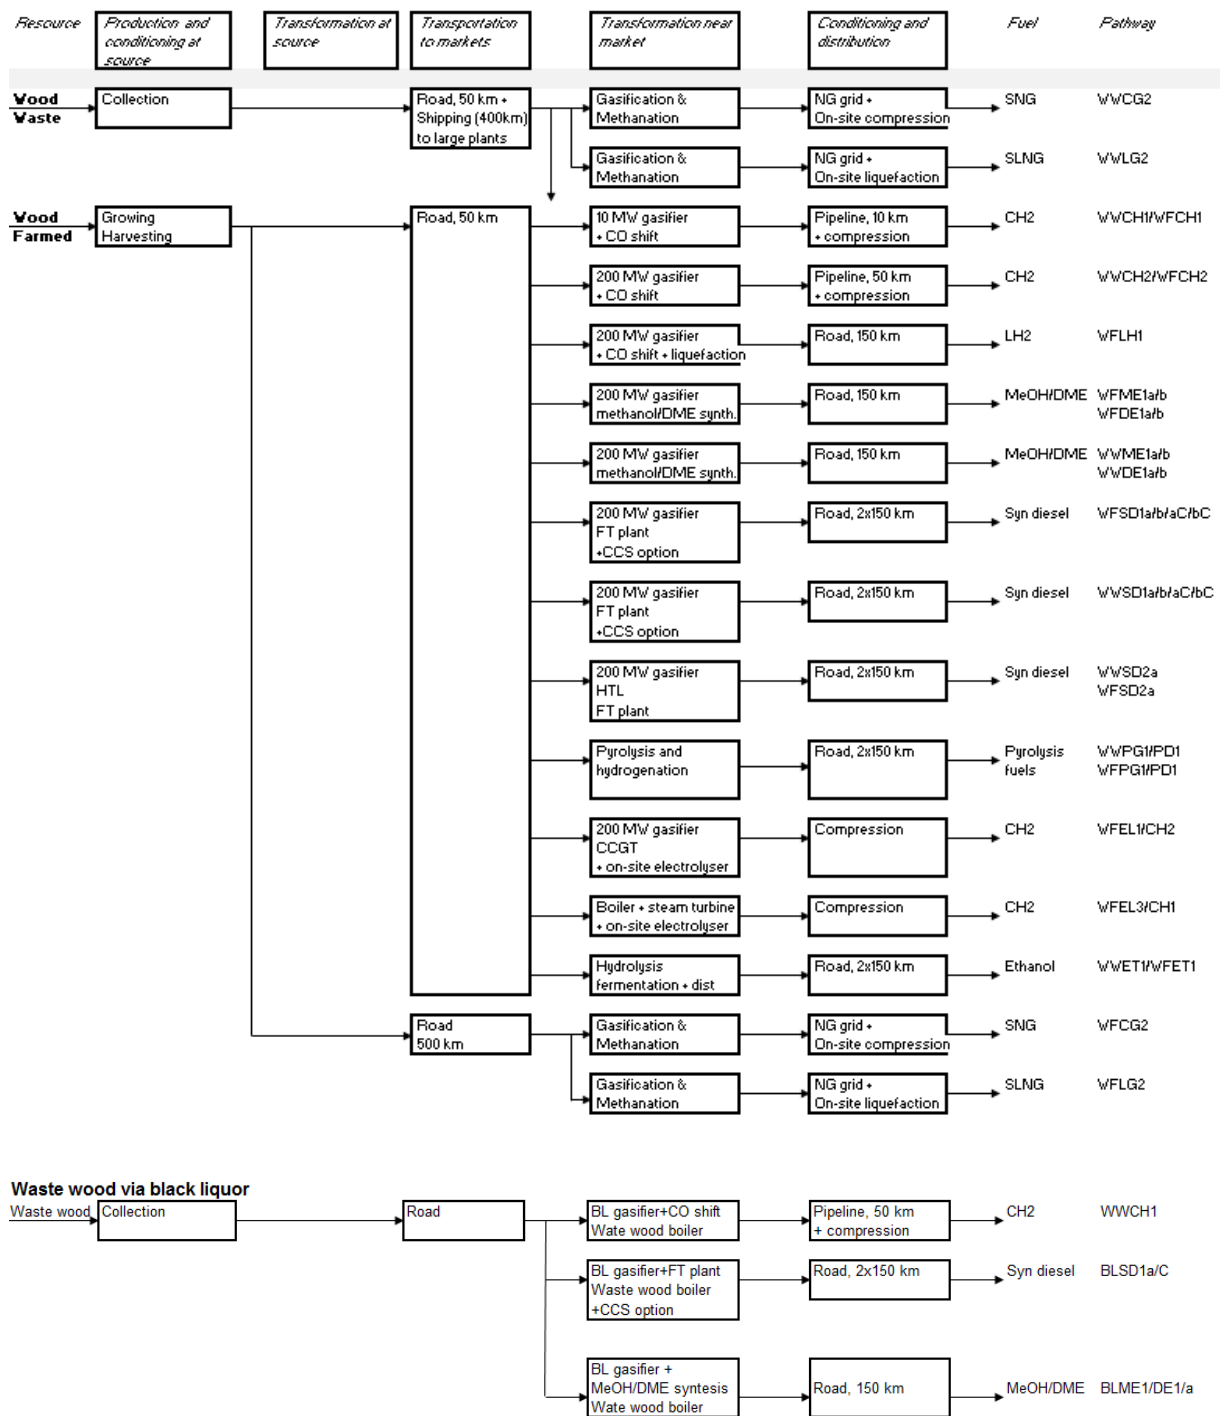 Resource
Production and
conditioning at
source
Transformation at
source
Transportation
to markets
Transformation near
market
Conditioning and
distribution
Fuel
Pathway
Wood
Waste
Collection
Road, 50 km +
Shipping (400km)
to large plants
Gasification &
Methanation
NG grid +
On-site compression
SNG
WWCG2
Gasification &
Methanation
NG grid +
On-site liquefaction
SLNG
WWLG2
Wood
Farmed
Growing
Harvesting
Road, 50 km
10 MW gasifier
+ CO shift
Pipeline, 10 km
+ compression
CH2
WWCH1/WFCH1
200 MW gasifier
+ CO shift
Pipeline, 50 km
+ compression
CH2
WWCH2/WFCH2
200 MW gasifier
+ CO shift + liquefaction
Road, 150 km
LH2
WFLH1
200 MW gasifier
methanol/DME synth.
Road, 150 km
MeOH/DME
WFME1a/b
WFDE1a/b
200 MW gasifier
methanol/DME synth.
Road, 150 km
MeOH/DME
WWME1a/b
WWDE1a/b
200 MW gasifier
FT plant
+CCS option
Road, 2x150 km
Syn diesel
WFSD1a/b/aC/bC
200 MW gasifier
FT plant
+CCS option
Road, 2x150 km
Syn diesel
WWSD1a/b/aC/bC
200 MW gasifier
HTL
FT plant
Road, 2x150 km
Syn diesel
WWSD2a
WFSD2a
Pyrolysis and
hydrogenation
Road, 2x150 km
Pyrolysis
fuels
WWPG1/PD1
WFPG1/PD1
200 MW gasifier
CCGT
+ on-site electrolyser
Compression
CH2
WFEL1/CH2
Boiler + steam turbine
+ on-site electrolyser
Compression
CH2
WFEL3/CH1
Hydrolysis
fermentation + dist
Road, 2x150 km
Ethanol
WWET1/WFET1
Road
500 km
Gasification &
Methanation
NG grid +
On-site compression
SNG
WFCG2
Gasification &
Methanation
NG grid +
On-site liquefaction
SLNG
WFLG2
Waste wood via black liquor
Waste wood
Collection
Road
BL gasifier+CO shift
Wate wood boiler
Pipeline, 50 km
+ compression
CH2
WWCH1
BL gasifier+FT plant
Waste wood boiler
+CCS option
Road, 2x150 km
Syn diesel
BLSD1a/C
BL gasifier +
MeOH/DME syntesis
Wate wood boiler
Road, 150 km
MeOH/DME
BLME1/DE1/a